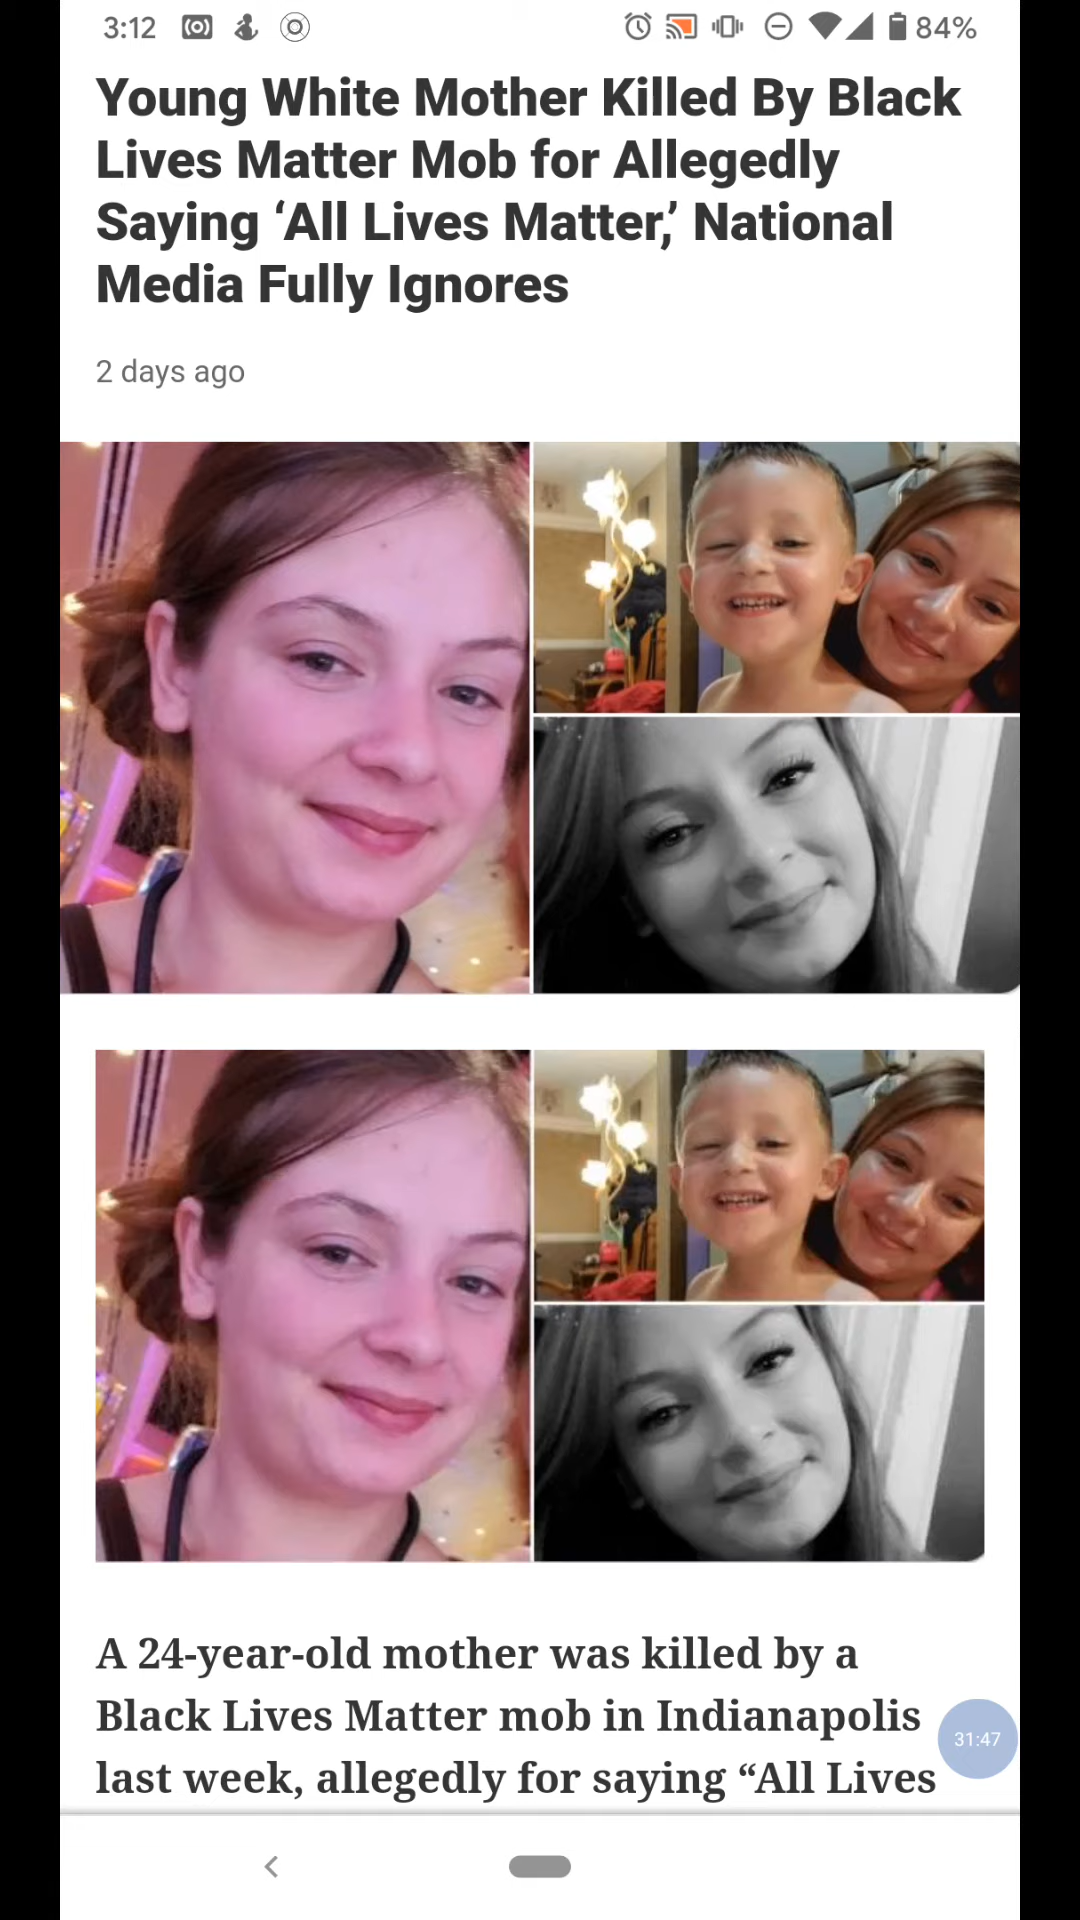 3:12
84%
Young White Mother Killed By Black
Lives Matter Mob for Allegedly
Saying ‘All Lives Matter,’ National
Media Fully Ignores
2 days ago
A 24-year-old mother was killed by a
Black Lives Matter mob in Indianapolis
last week, allegedly for saying “All Lives
31:47